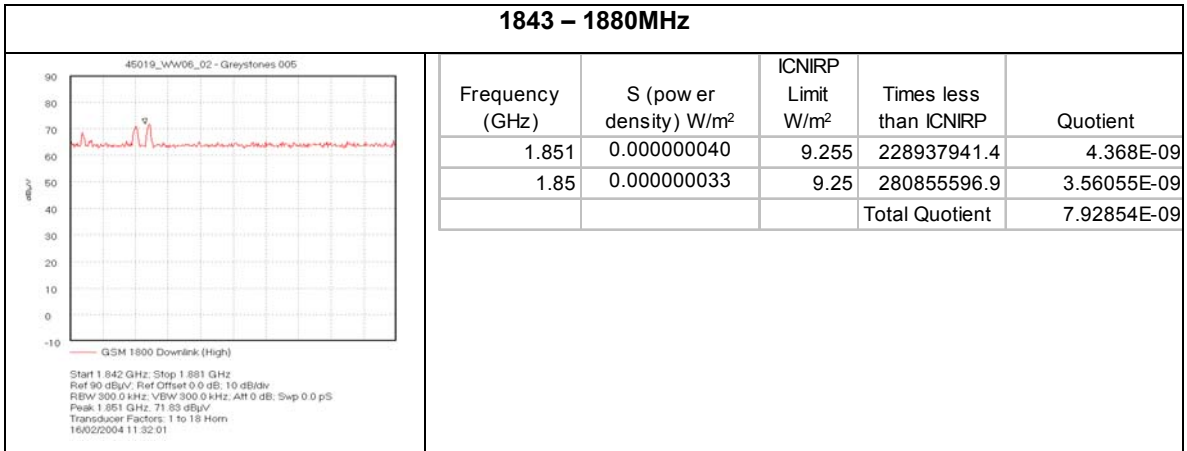 1843 – 1880MHz
45019_WW06_02 - Greystones 005
90
80
70
60
50
40
30
20
10
0
-10
dBµV
GSM 1800 Downlink (High)
Start 1.842 GHz; Stop 1.881 GHz
Ref 90 dBµV; Ref Offset 0.0 dB; 10 dB/div
RBW 300.0 kHz; VBW 300.0 kHz; Att 0 dB; Swp 0.0 pS
Peak 1.851 GHz, 71.83 dBµV
Transducer Factors: 1 to 18 Horn
16/02/2004 11:32:01
Frequency (GHz) S (pow er density) W/m² ICNIRP Limit W/m² Times less than ICNIRP Quotient
1.851 0.000000040 9.255 228937941.4 4.368E-09
1.85 0.000000033 9.25 280855596.9 3.56055E-09
Total Quotient 7.92854E-09